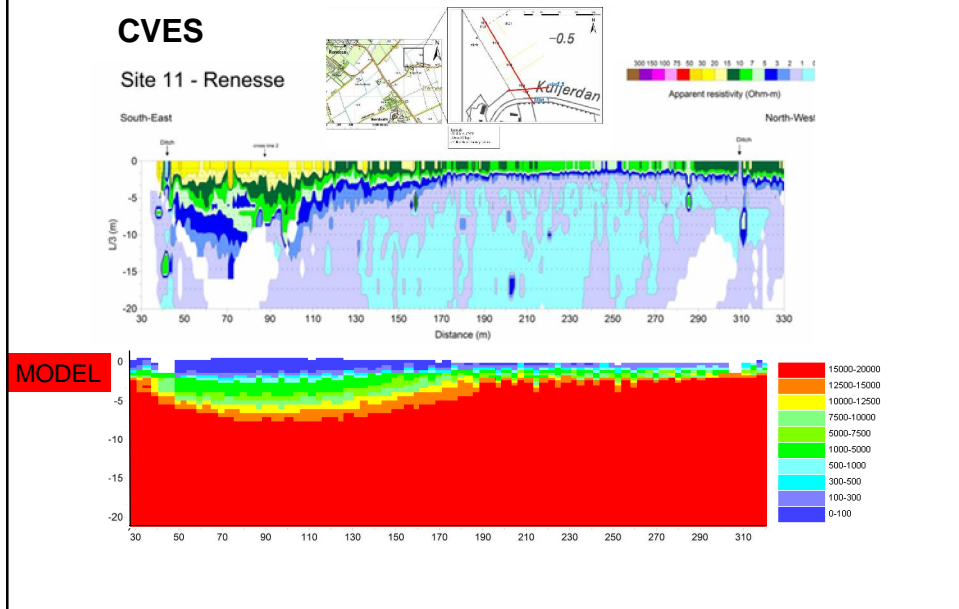 CVES
Site 11 - Renesse
-0.5
Kuijerdan
300 150 100 75 50 30 20 15 10 7 5 3 2 1
Apparent resistivity (Ohm-m)
South-East
North-West
Ditch
cross line 2
Ditch
L/3 (m)
0
-5
-10
-15
-20
30 50 70 90 110 130 150 170 190 210 230 250 270 290 310 330
Distance (m)
MODEL
0
-5
-10
-15
-20
30 50 70 90 110 130 150 170 190 210 230 250 270 290 310
15000-20000
12500-15000
10000-12500
7500-10000
5000-7500
1000-5000
500-1000
300-500
100-300
0-100